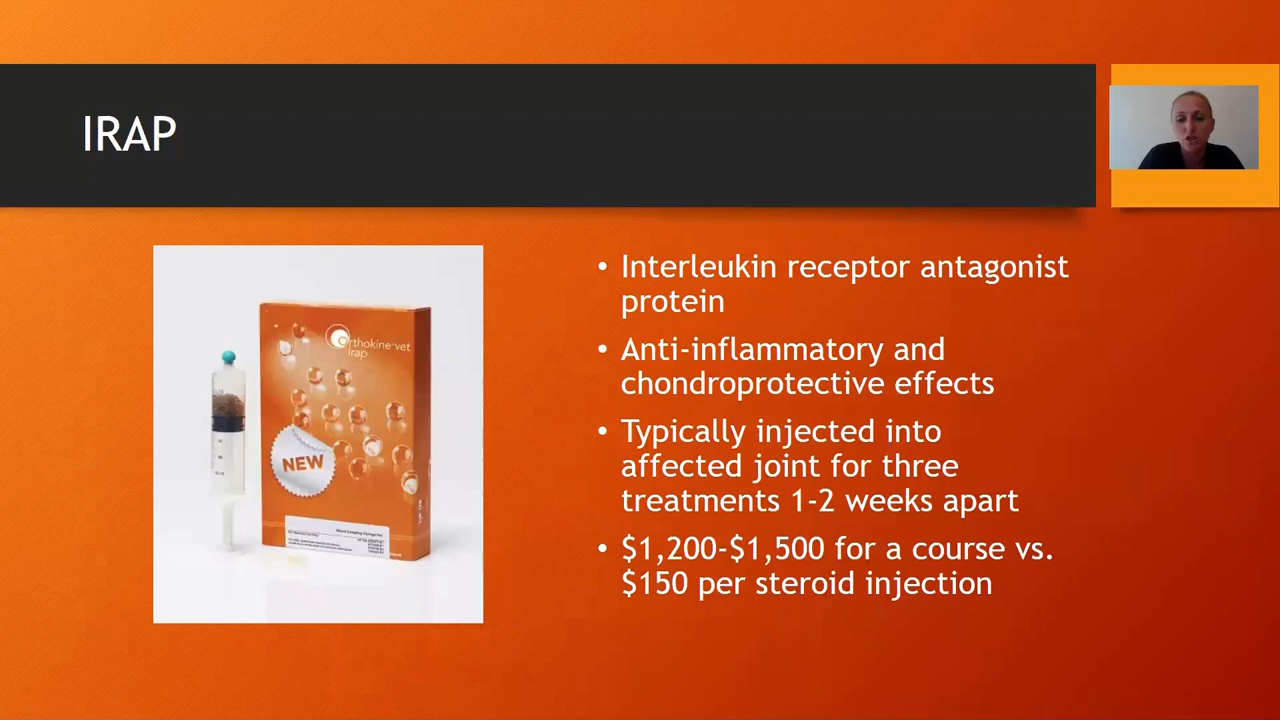 IRAP
Interleukin receptor antagonist
protein
Anti-inflammatory and
chondroprotective effects
Typically injected into
affected joint for three
treatments 1-2 weeks apart
$1,200-$1,500 for a course vs.
$150 per steroid injection
Orthokine vet
irap
NEW